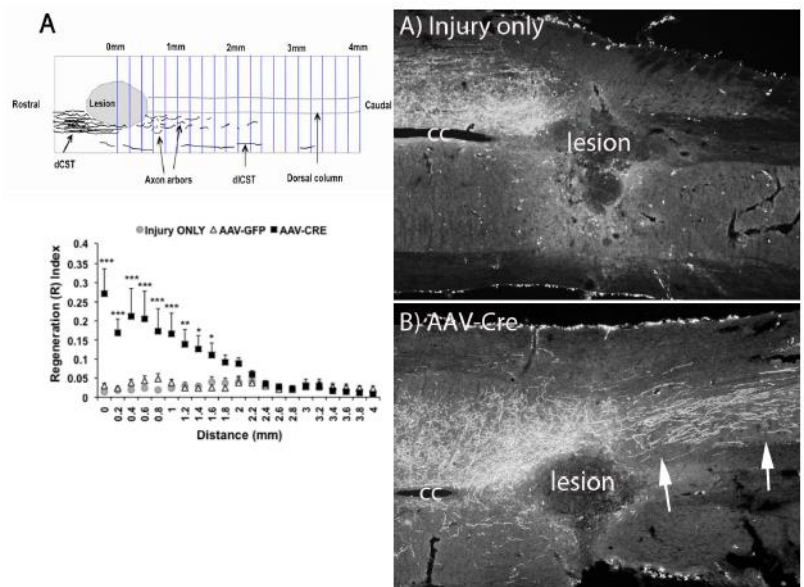 A
0mm 1mm 2mm 3mm 4mm
Rostral
Lesion
Caudal
dCST
Axon arbors
dlCST
Dorsal column
Injury ONLY AAV-GFP AAV-CRE
Regeneration (R) Index
0.4
0.35
0.3
0.25
0.2
0.15
0.1
0.05
0
***
***
***
***
***
***
**
*
*
0 0.2 0.4 0.6 0.8 1 1.2 1.4 1.6 1.8 2 2.2 2.4 2.6 2.8 3 3.2 3.4 3.6 3.8 4
Distance (mm)
A) Injury only
cc
lesion
B) AAV-Cre
cc
lesion